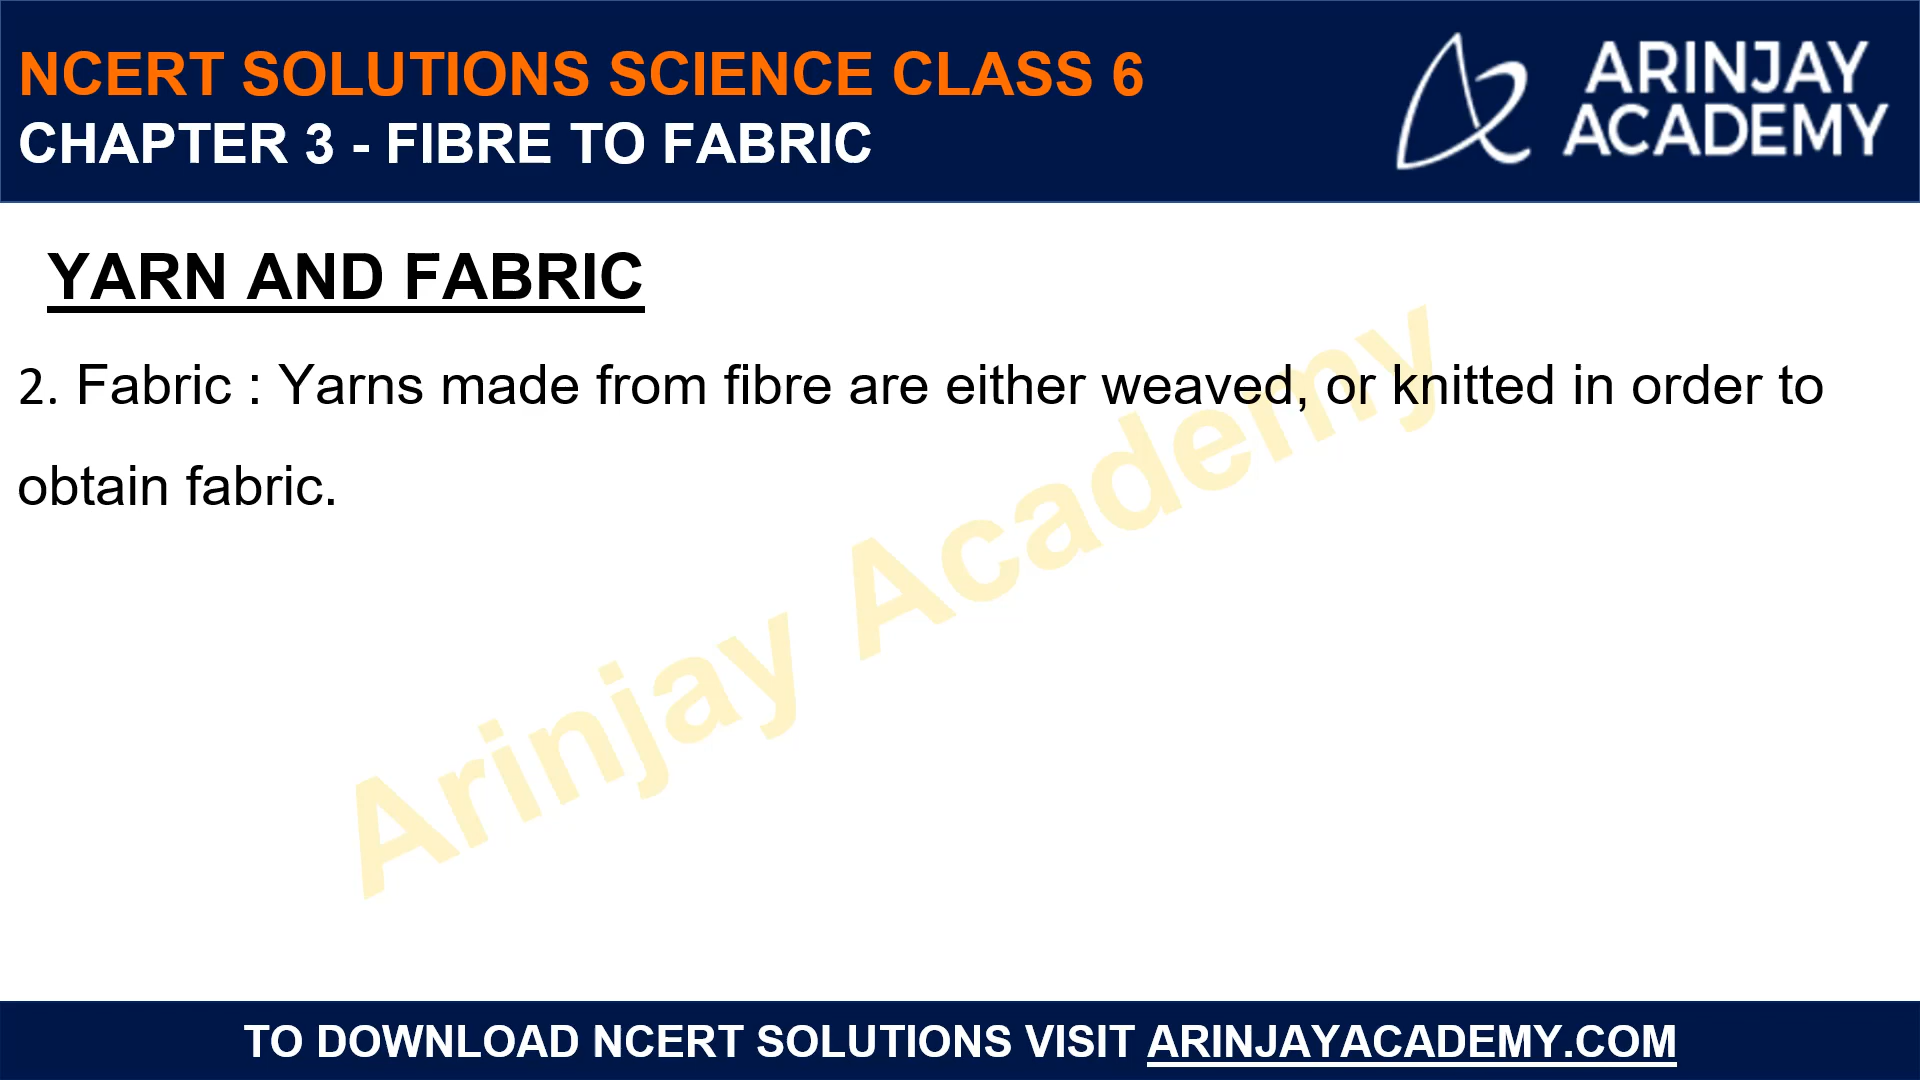 NCERT SOLUTIONS SCIENCE CLASS 6
CHAPTER 3 - FIBRE TO FABRIC
ARINJAY
ACADEMY
YARN AND FABRIC
2. Fabric : Yarns made from fibre are either weaved, or knitted in order to
obtain fabric.
Arinjay Academy
TO DOWNLOAD NCERT SOLUTIONS VISIT ARINJAYACADEMY.COM